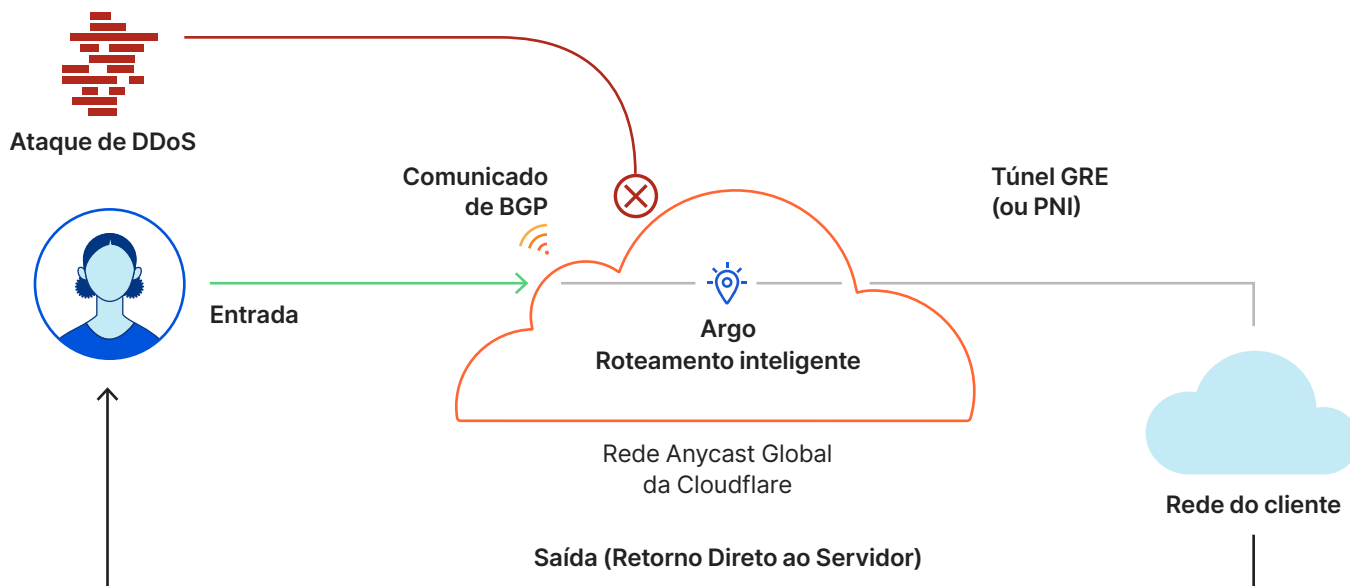 Ataque de DDoS
Comunicado
de BGP
Túnel GRE
(ou PNI)
Entrada
Argo
Roteamento inteligente
Rede Anycast Global
da Cloudflare
Rede do cliente
Saída (Retorno Direto ao Servidor)